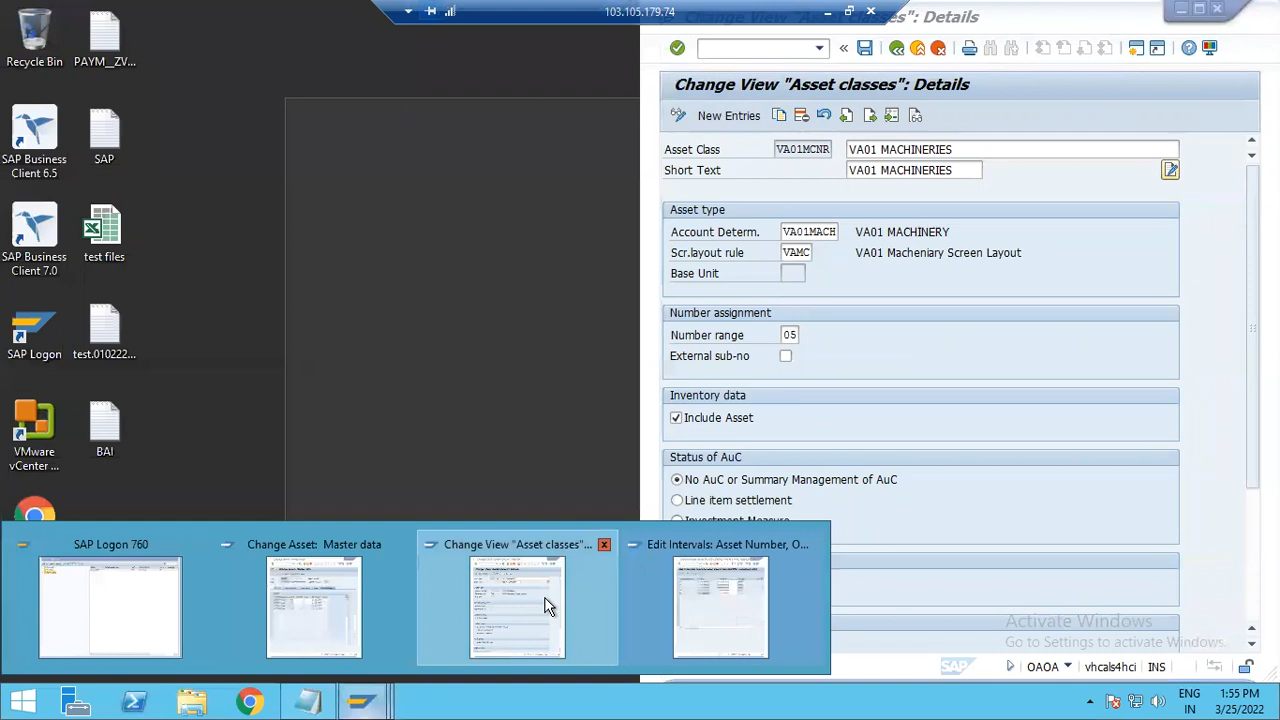 103.105.179.74
Change View "Asset classes": Details
Recycle Bin
PAYM_ZV...
SAP Business
Client 6.5
SAP
SAP Business
Client 7.0
test files
SAP Logon
test.010222...
VMware
vCenter ...
BAI
Change View "Asset classes": Details
New Entries
Asset Class VA01MCNR VA01 MACHINERIES
Short Text VA01 MACHINERIES
Asset type
Account Determ. VA01MACH VA01 MACHINERY
Scr.layout rule VAMC VA01 Macheniary Screen Layout
Base Unit
Number assignment
Number range 05
External sub-no
Inventory data
Include Asset
Status of AuC
No AuC or Summary Management of AuC
Line item settlement
Investment Measure
SAP Logon 760
Change Asset: Master data
Change View "Asset classes"...
Edit Intervals: Asset Number, O...
Activate Windows
Go to Settings to activate Windows.
SAP
OAOA
vhcals4hci
INS
ENG
IN
1:55 PM
3/25/2022